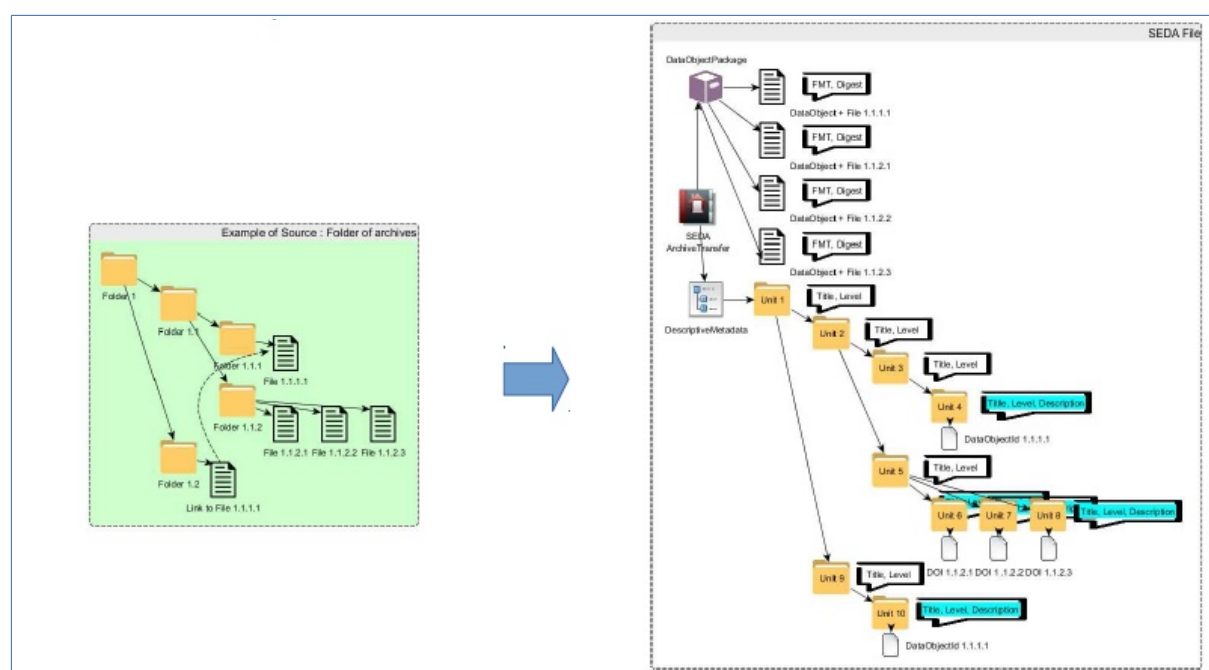 Example of Source : Folder of archives
Folder 1
Folder 1.1
Folder 1.1.1
File 1.1.1.1
Folder 1.1.2
File 1.1.2.1
File 1.1.2.2
File 1.1.2.3
Folder 1.2
Link to File 1.1.1.1
SEDA File
DataObjectPackage
FMT, Digest
DataObject + File 1.1.1.1
FMT, Digest
DataObject + File 1.1.2.1
FMT, Digest
DataObject + File 1.1.2.2
SEDA
ArchiveTransfer
FMT, Digest
DataObject + File 1.1.2.3
DescriptiveMetadata
Unit 1
Title, Level
Unit 2
Title, Level
Unit 3
Title, Level
Unit 4
Title, Level, Description
DataObjectId 1.1.1.1
Unit 5
Title, Level
Unit 6
Unit 7
Unit 8
Title, Level, Description
DOI 1.1.2.1
DOI 1.1.2.2
DOI 1.1.2.3
Unit 9
Title, Level
Unit 10
Title, Level, Description
DataObjectId 1.1.1.1